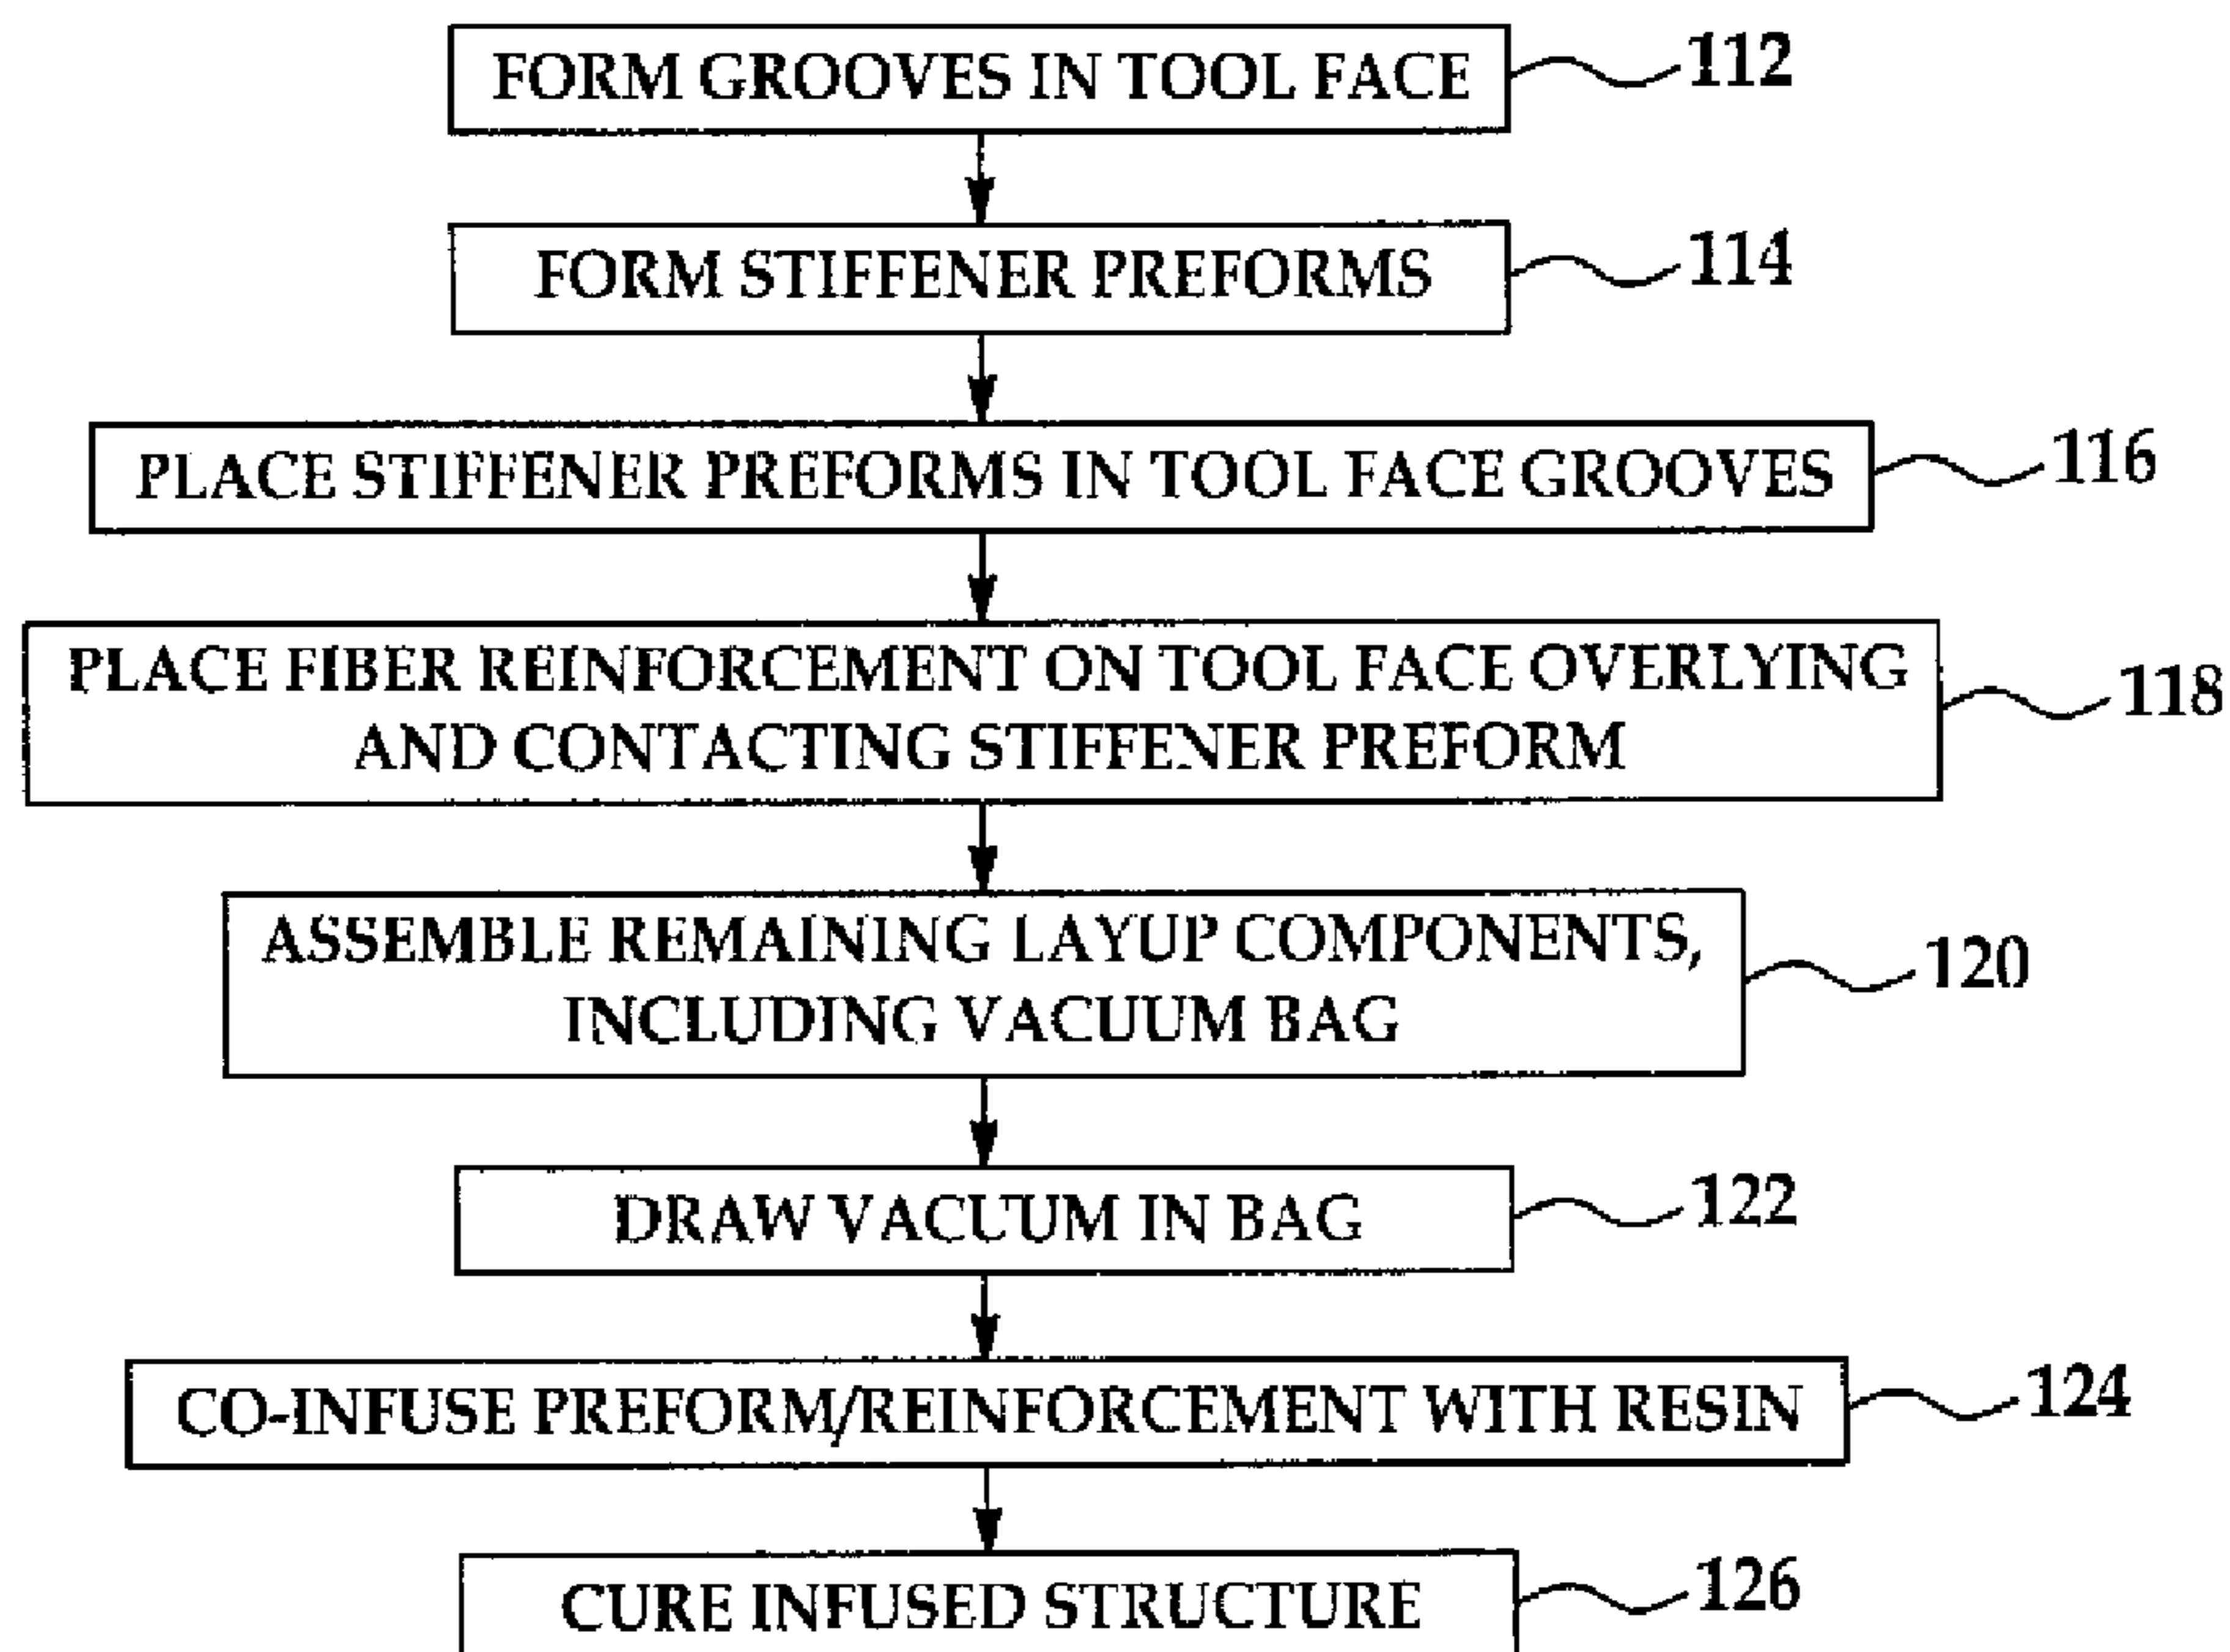 FORM GROOVES IN TOOL FACE
112
FORM STIFFENER PREFORMS
114
PLACE STIFFENER PREFORMS IN TOOL FACE GROOVES
116
PLACE FIBER REINFORCEMENT ON TOOL FACE OVERLYING
AND CONTACTING STIFFENER PREFORM
118
ASSEMBLE REMAINING LAYUP COMPONENTS,
INCLUDING VACUUM BAG
120
DRAW VACUUM IN BAG
122
CO-INFUSE PREFORM/REINFORCEMENT WITH RESIN
124
CURE INFUSED STRUCTURE
126